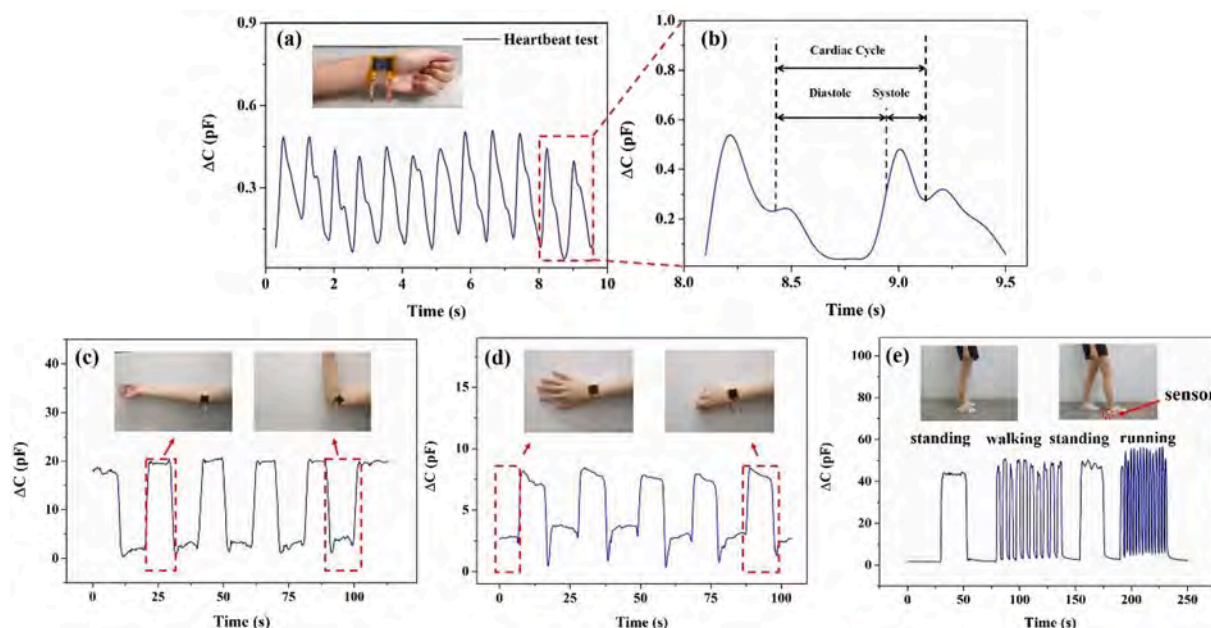 (a)
Heartbeat test
0.9
0.6
0.3
ΔC (pF)
0
2
4
6
8
10
Time (s)
(b)
Cardiac Cycle
Diastole
Systole
1.0
0.8
0.6
0.4
0.2
ΔC (pF)
8.0
8.5
9.0
9.5
Time (s)
(c)
40
30
20
10
0
ΔC (pF)
0
25
50
75
100
Time (s)
(d)
15
10
5
0
ΔC (pF)
0
25
50
75
100
Time (s)
(e)
sensor
standing
walking
standing
running
100
80
60
40
20
0
ΔC (pF)
0
50
100
150
200
250
Time (s)